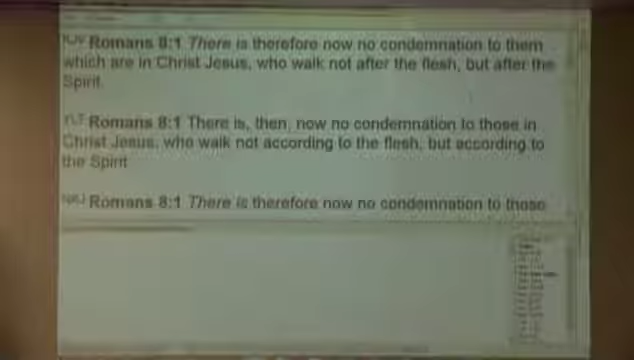 KJV Romans 8:1 There is therefore now no condemnation to them
which are in Christ Jesus, who walk not after the flesh, but after the
Spirit.
YLT Romans 8:1 There is, then, now no condemnation to those in
Christ Jesus, who walk not according to the flesh, but according to
the Spirit
NKJ Romans 8:1 There is therefore now no condemnation to those